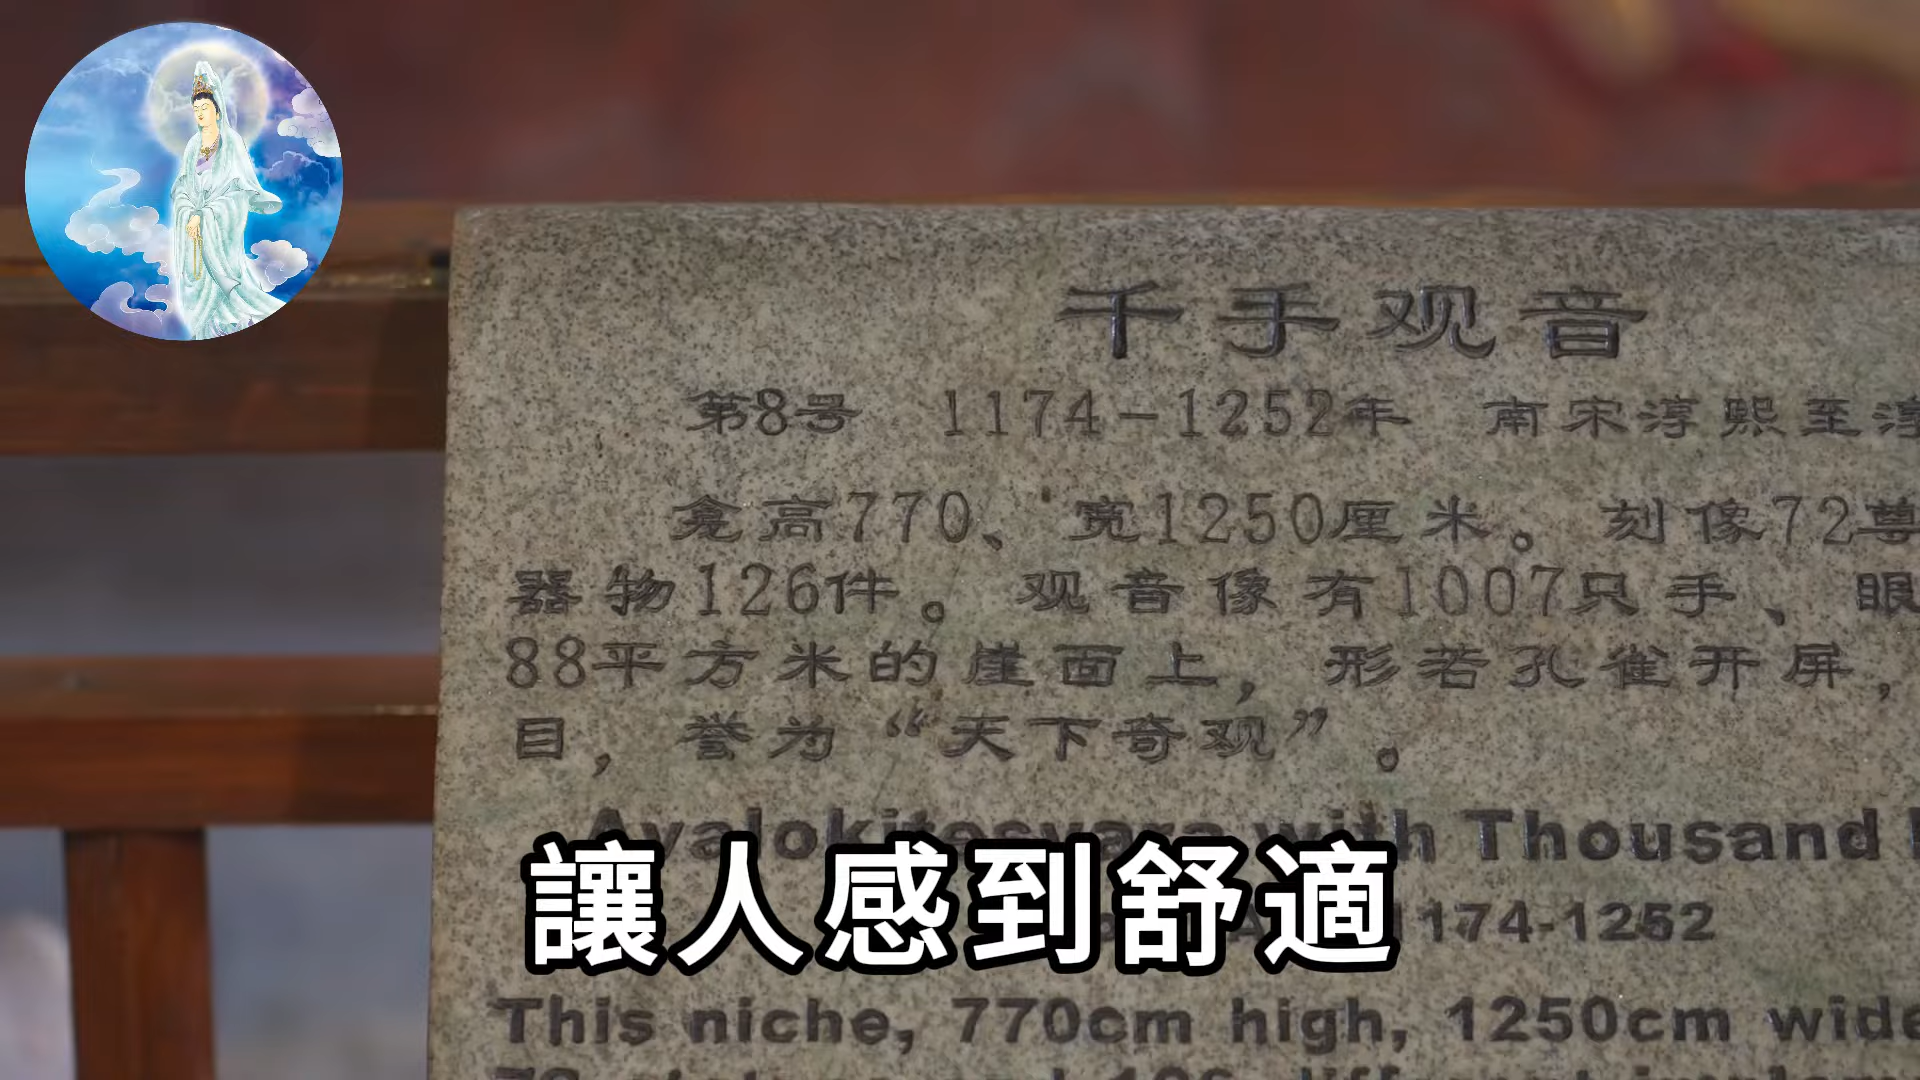 千手观音
第8号 1174-1252年 南宋淳熙至淳
龛高770、宽1250厘米。刻像72尊
器物126件。观音像有1007只手、眼
88平方米的崖面上，形若孔雀开屏，
目，誉为“天下奇观”。
Avalokitesvara with Thousand
1174-1252
讓人感到舒適
This niche, 770cm high, 1250cm wide